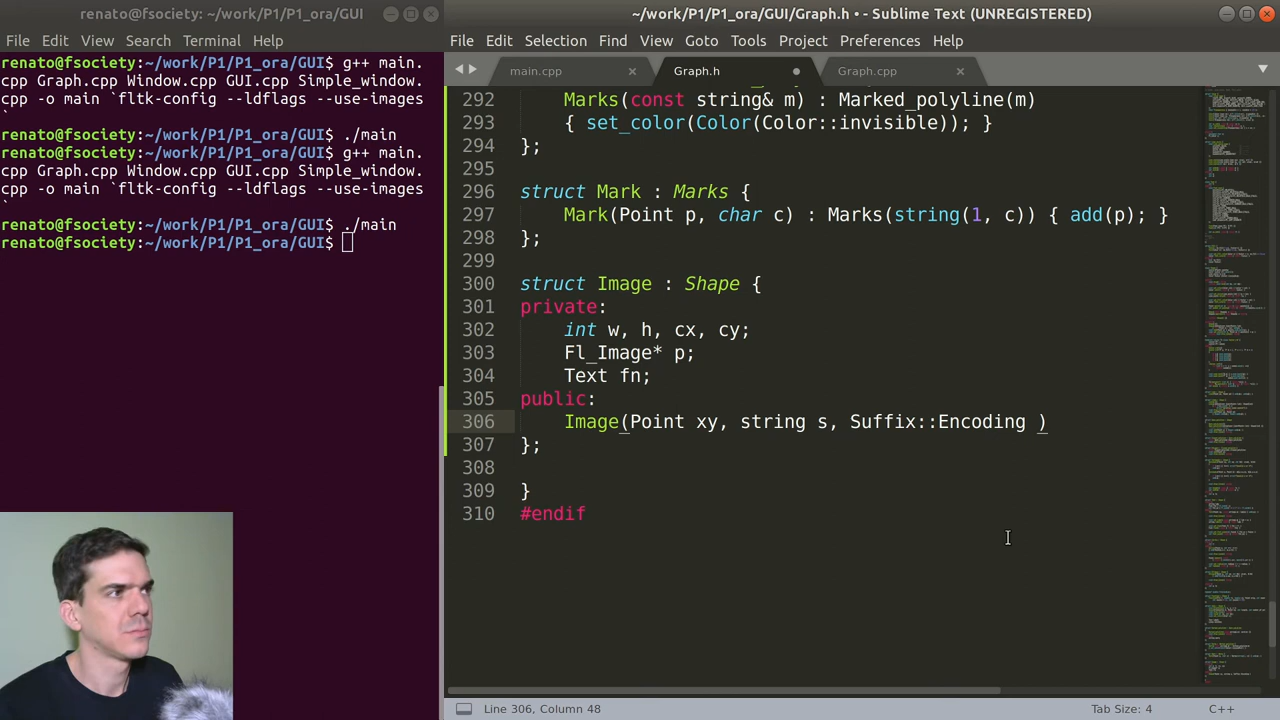 renato@fsociety: ~/work/P1/P1_ora/GUI
File Edit View Search Terminal Help
renato@fsociety:~/work/P1/P1_ora/GUI$ g++ main.
cpp Graph.cpp Window.cpp GUI.cpp Simple_window.
cpp -o main `fltk-config --ldflags --use-images
`
renato@fsociety:~/work/P1/P1_ora/GUI$ ./main
renato@fsociety:~/work/P1/P1_ora/GUI$ g++ main.
cpp Graph.cpp Window.cpp GUI.cpp Simple_window.
cpp -o main `fltk-config --ldflags --use-images
`
renato@fsociety:~/work/P1/P1_ora/GUI$ ./main
renato@fsociety:~/work/P1/P1_ora/GUI$
~/work/P1/P1_ora/GUI/Graph.h • - Sublime Text (UNREGISTERED)
File Edit Selection Find View Goto Tools Project Preferences Help
main.cpp Graph.h Graph.cpp
292 Marks(const string& m) : Marked_polyline(m)
293 { set_color(Color(Color::invisible)); }
294 };
295
296 struct Mark : Marks {
297 Mark(Point p, char c) : Marks(string(1, c)) { add(p); }
298 };
299
300 struct Image : Shape {
301 private:
302 int w, h, cx, cy;
303 Fl_Image* p;
304 Text fn;
305 public:
306 Image(Point xy, string s, Suffix::Encoding )
307 };
308
309 }
310 #endif
Line 306, Column 48
Tab Size: 4
C++